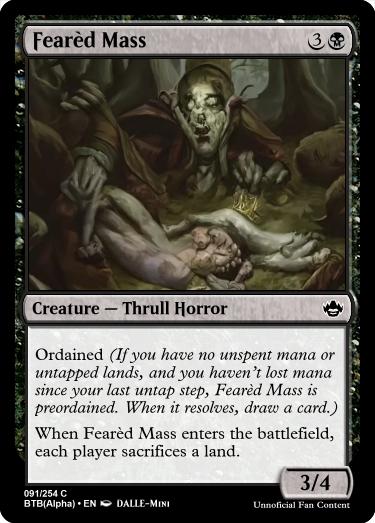 Fearèd Mass 3
Creature — Thrull Horror
Ordained (If you have no unspent mana or
untapped lands, and you haven't lost mana
since your last untap step, Fearèd Mass is
preordained. When it resolves, draw a card.)
When Fearèd Mass enters the battlefield,
each player sacrifices a land.
3/4
091/254 C
BTB(Alpha) • EN DALLE-Mini
Unnoficial Fan Content